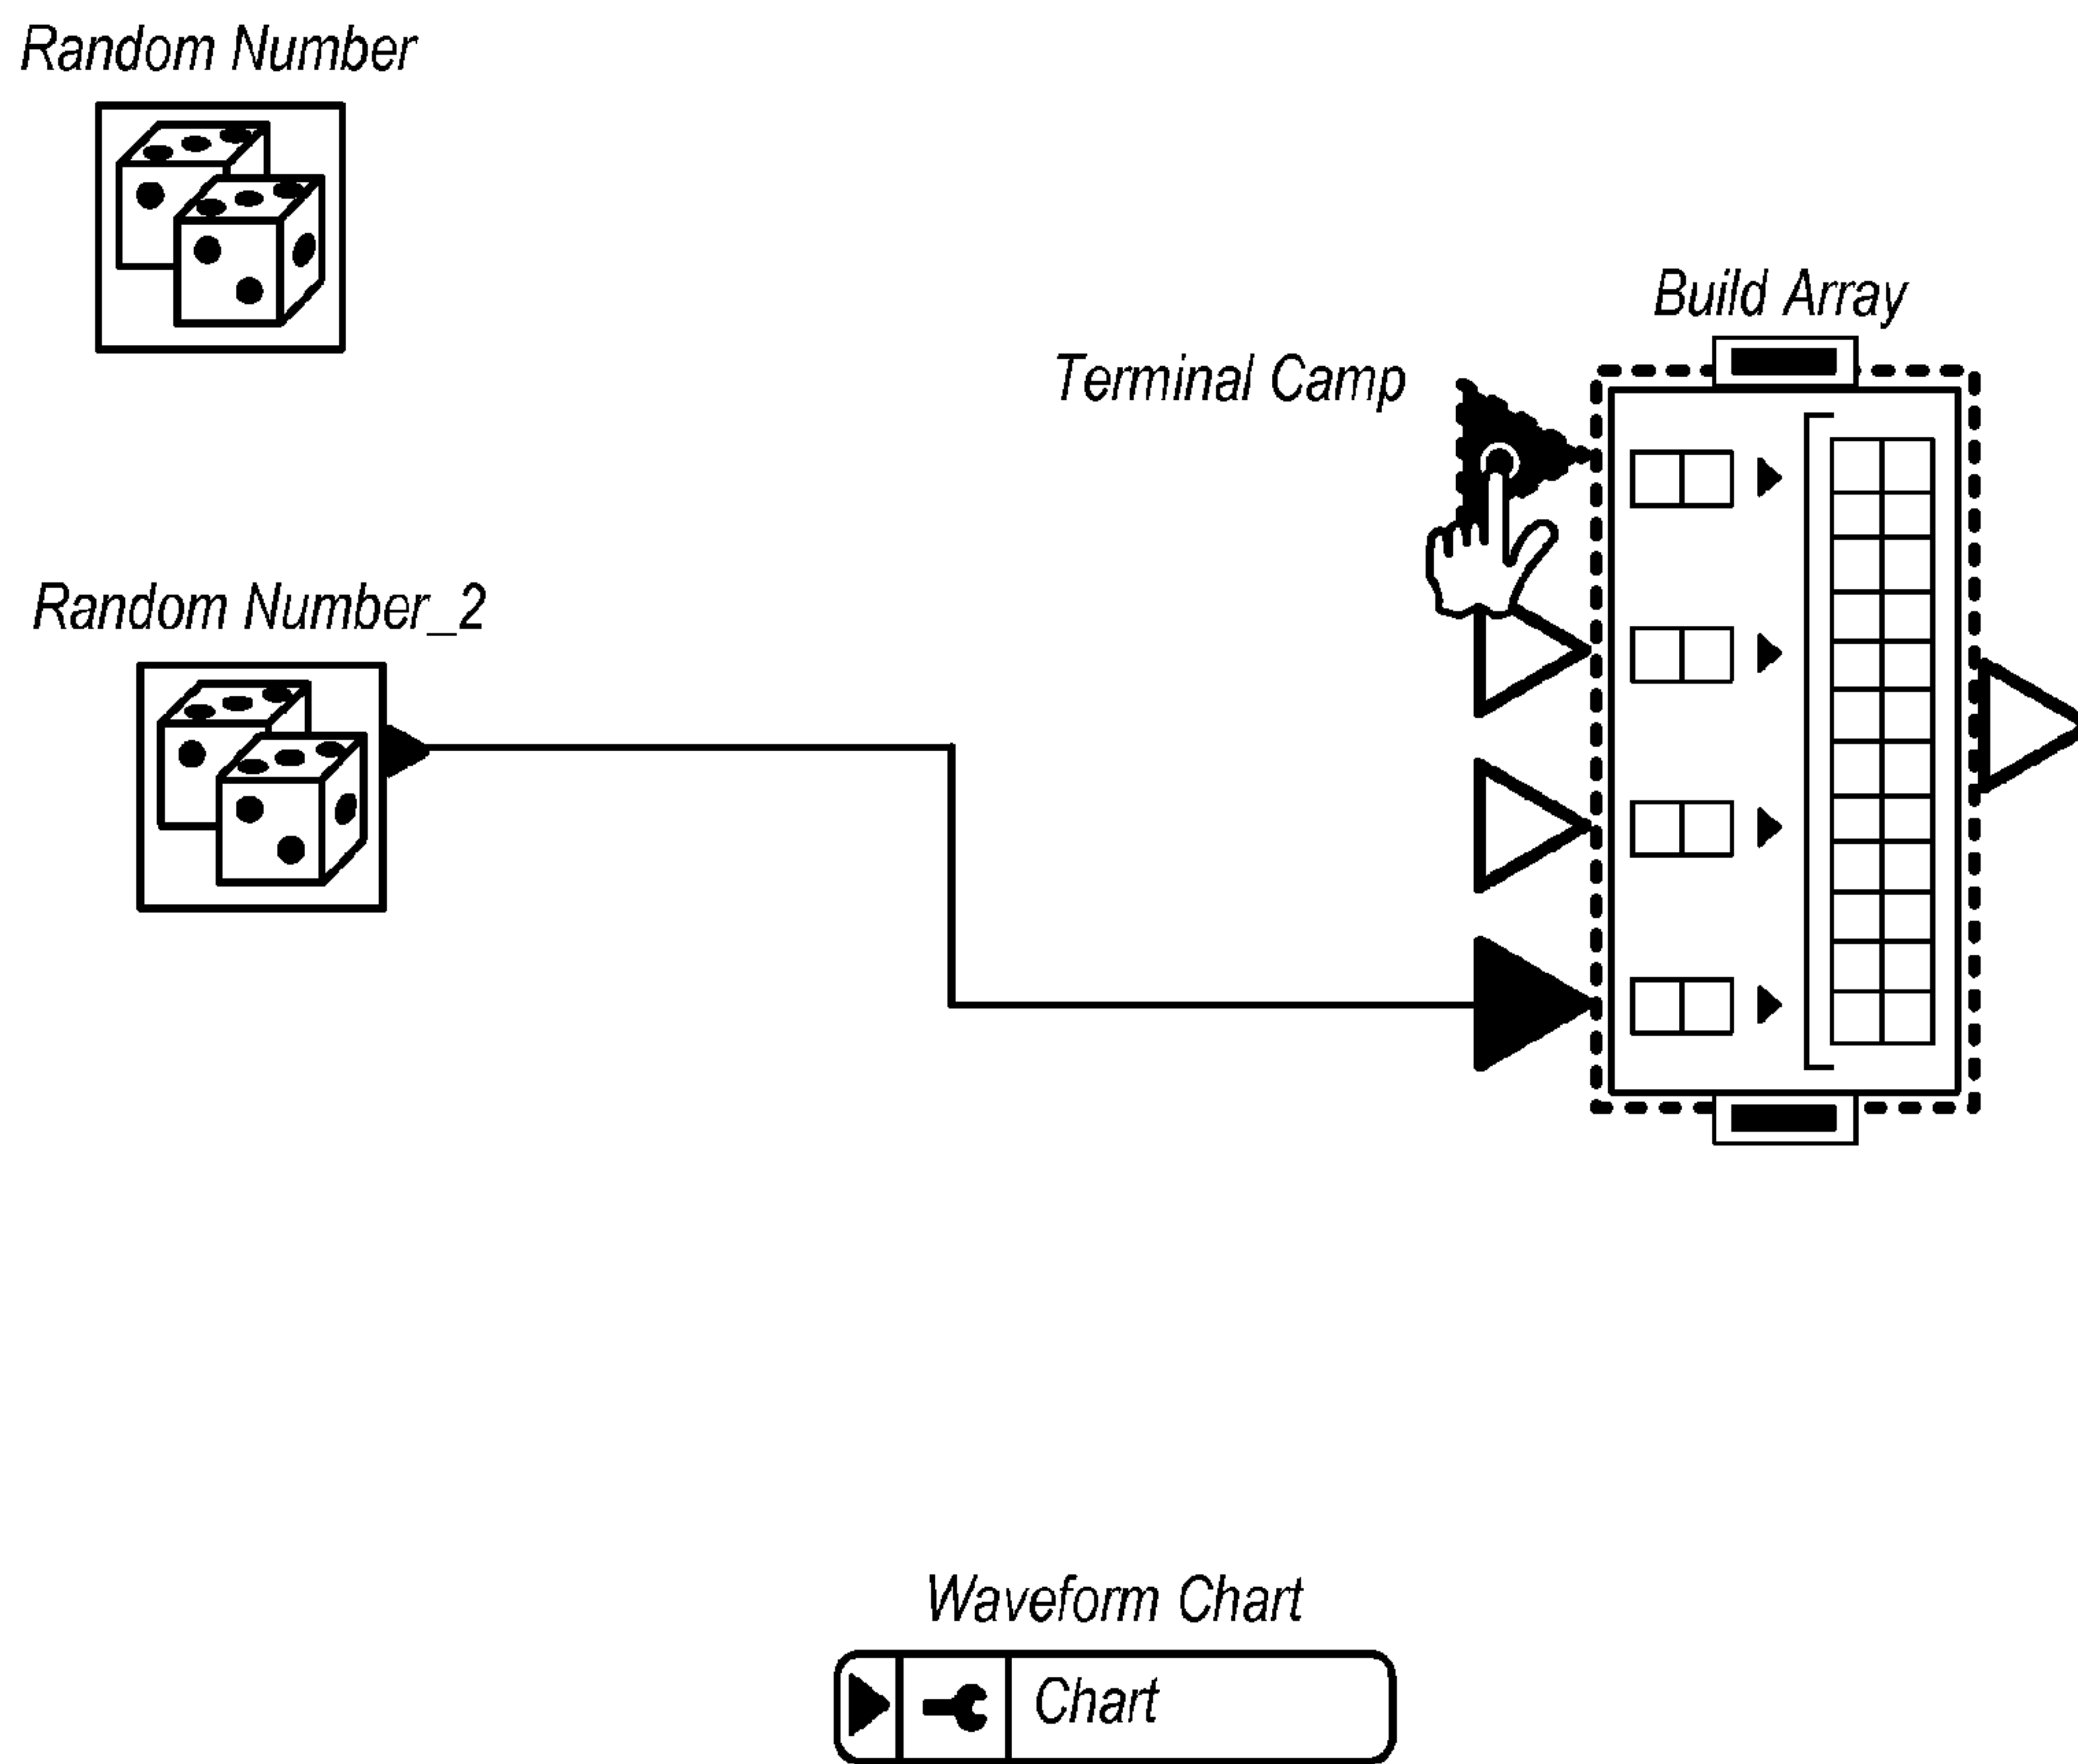 Random Number
Build Array
Terminal Camp
Random Number_2
Waveform Chart
Chart